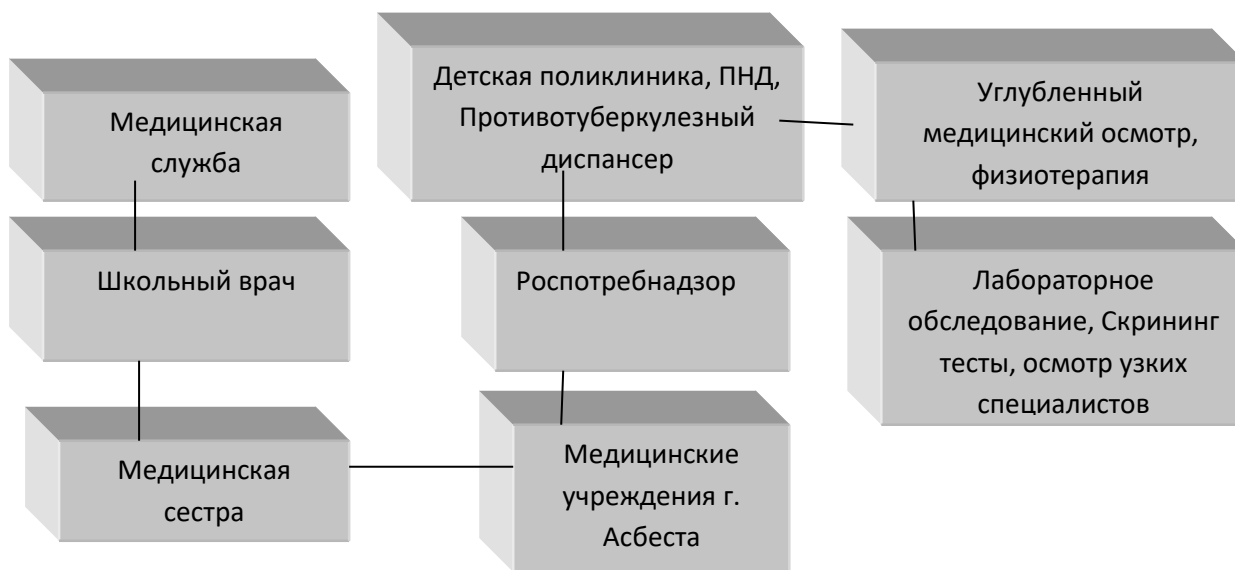 Медицинская
служба
Школьный врач
Медицинская
сестра
Детская поликлиника, ПНД,
Противотуберкулезный
диспансер
Роспотребнадзор
Медицинские
учреждения г.
Асбеста
Углубленный
медицинский осмотр,
физиотерапия
Лабораторное
обследование, Скрининг
тесты, осмотр узких
специалистов